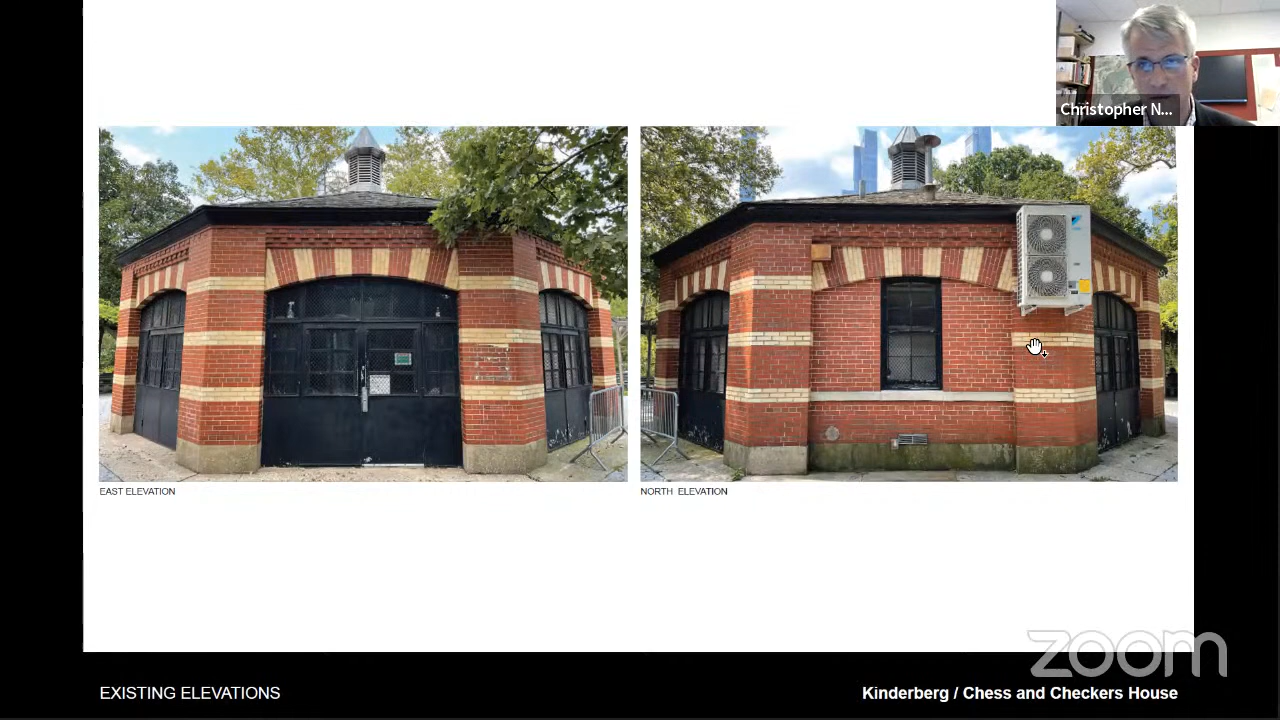 Christopher N...
EAST ELEVATION
NORTH ELEVATION
zoom
EXISTING ELEVATIONS
Kinderberg / Chess and Checkers House